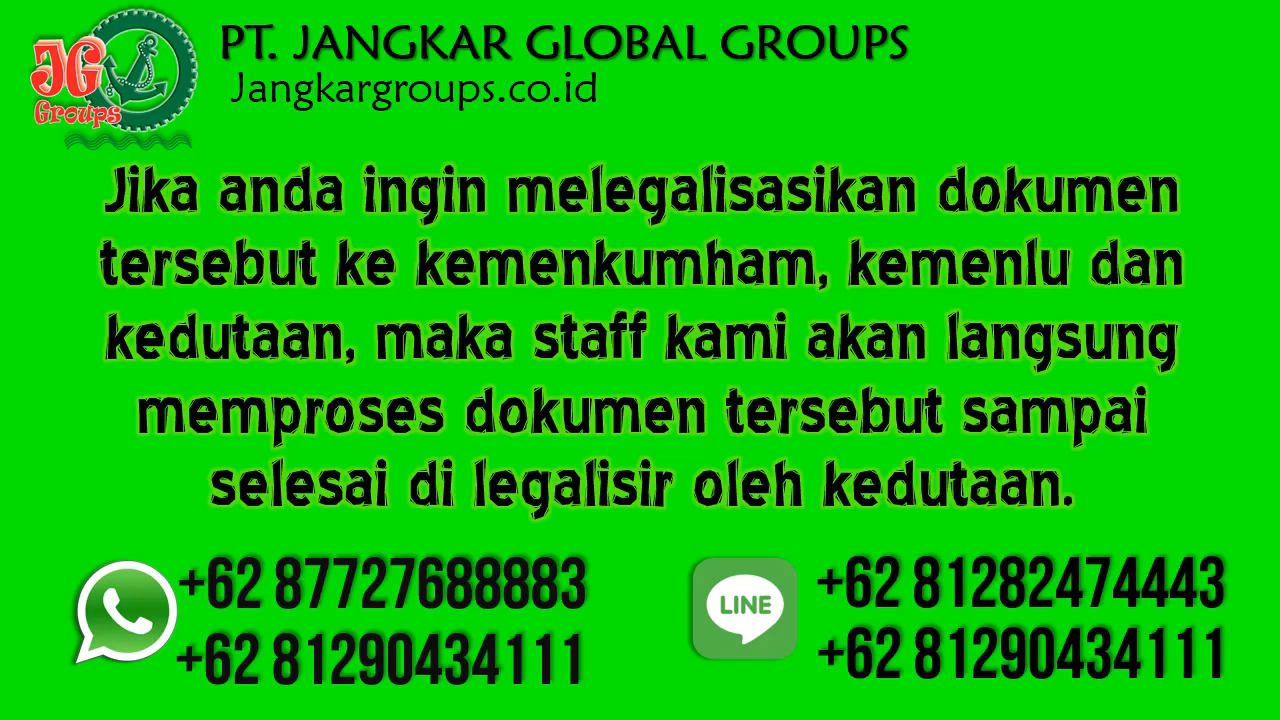 JG
Groups
PT. JANGKAR GLOBAL GROUPS
Jangkargroups.co.id
Jika anda ingin melegalisasikan dokumen
tersebut ke kemenkumham, kemenlu dan
kedutaan, maka staff kami akan langsung
memproses dokumen tersebut sampai
selesai di legalisir oleh kedutaan.
+62 87727688883
+62 81290434111
LINE
+62 81282474443
+62 81290434111